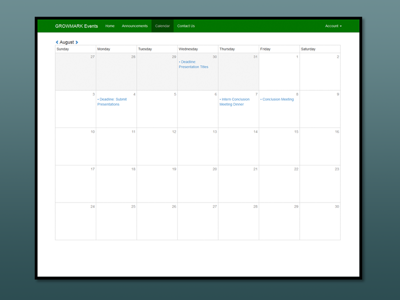 GROWMARK Events Home Announcements Calendar Contact Us Account
‹ August ›
Sunday Monday Tuesday Wednesday Thursday Friday Saturday
27 28 29 30 31 1 2
• Deadline:
Presentation Titles
3 4 5 6 7 8 9
• Deadline: Submit
Presentations
• Intern Conclusion
Meeting Dinner
• Conclusion Meeting
10 11 12 13 14 15 16
17 18 19 20 21 22 23
24 25 26 27 28 29 30